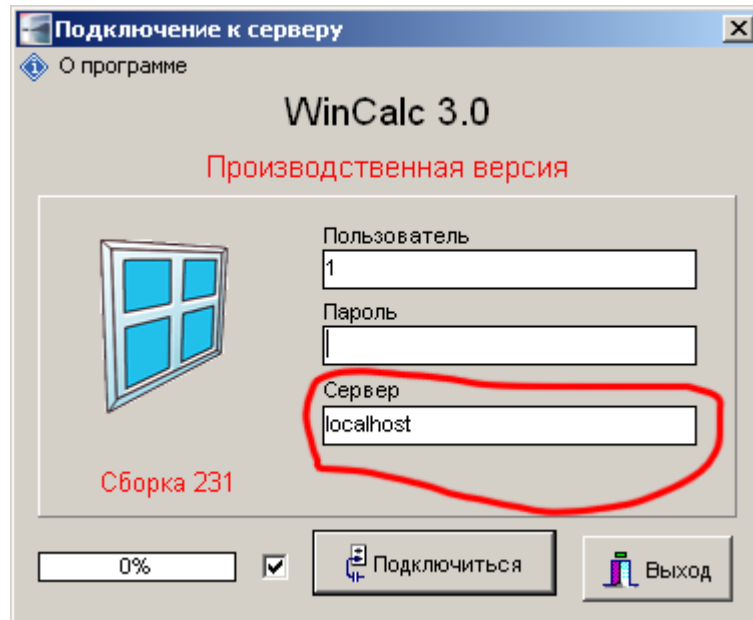 Подключение к серверу
О программе
WinCalc 3.0
Производственная версия
Пользователь
1
Пароль
Сервер
localhost
Сборка 231
0%
Подключиться
Выход